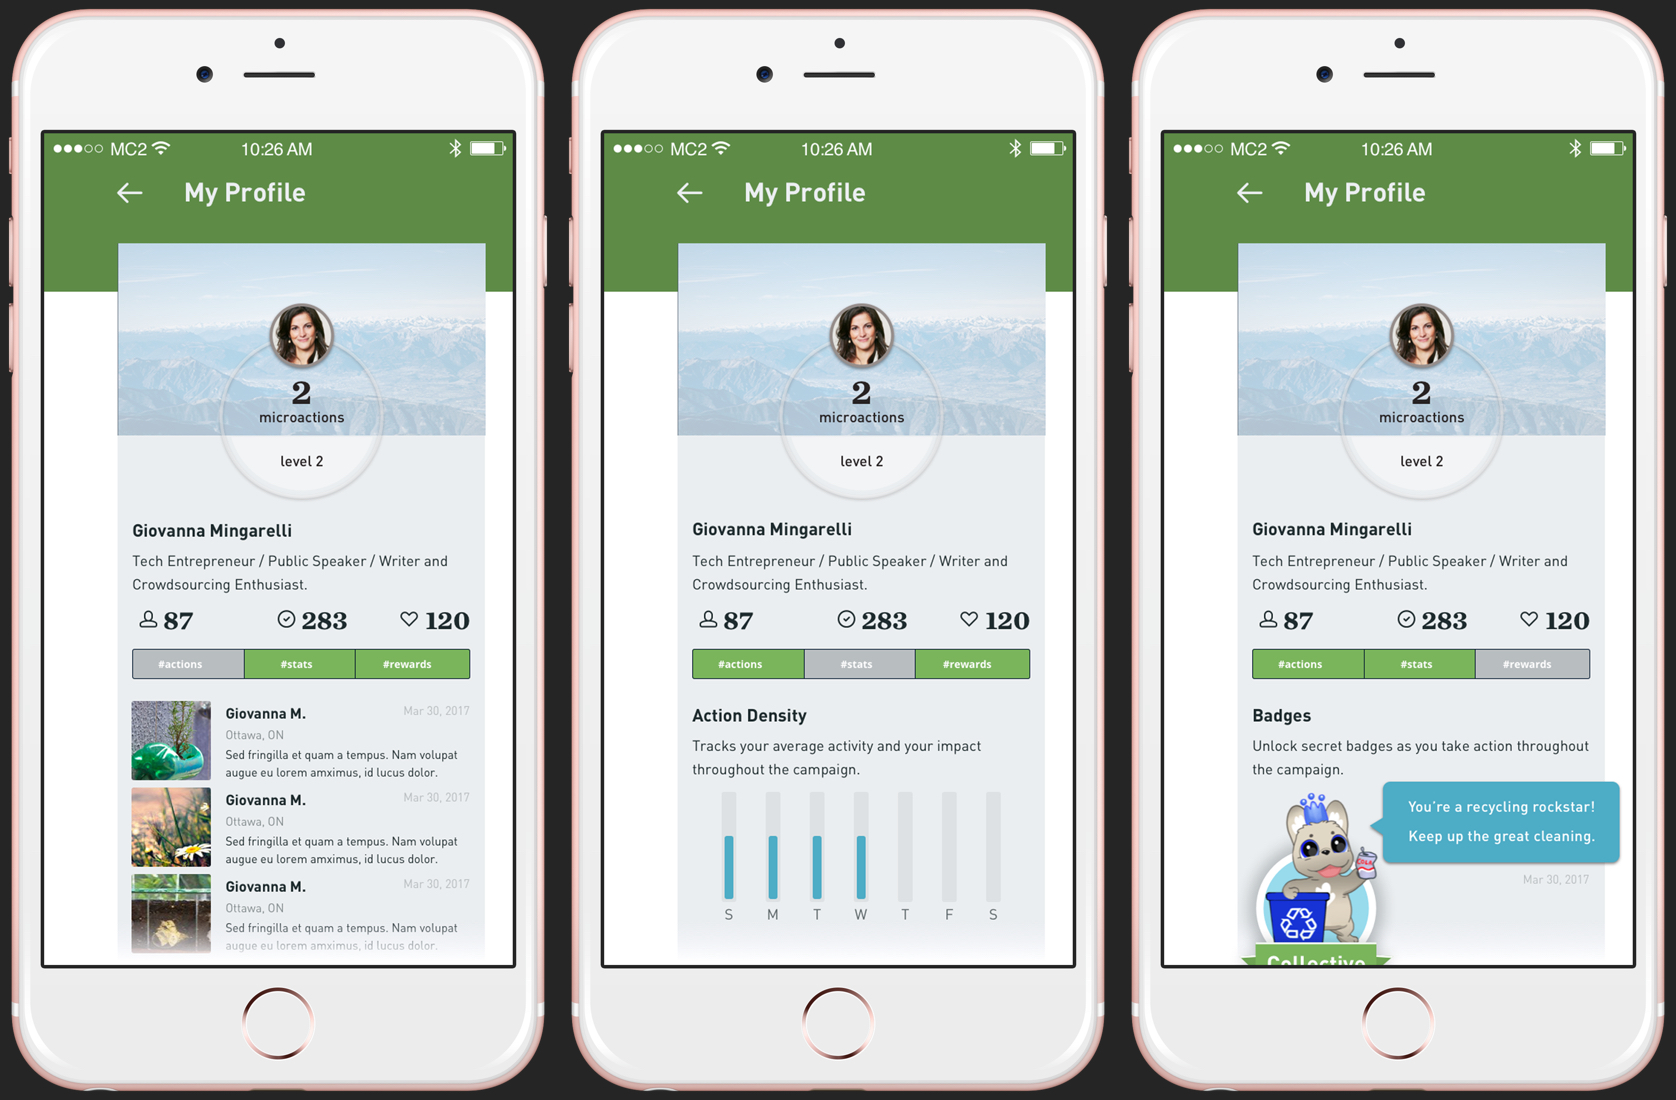 MC2 10:26 AM
My Profile
2
microactions
level 2
Giovanna Mingarelli
Tech Entrepreneur / Public Speaker / Writer and
Crowdsourcing Enthusiast.
87 283 120
#actions #stats #rewards
Giovanna M. Mar 30, 2017
Ottawa, ON
Sed fringilla et quam a tempus. Nam volupat
augue eu lorem amximus, id lucus dolor.
Giovanna M. Mar 30, 2017
Ottawa, ON
Sed fringilla et quam a tempus. Nam volupat
augue eu lorem amximus, id lucus dolor.
Giovanna M. Mar 30, 2017
Ottawa, ON
Sed fringilla et quam a tempus. Nam volupat
augue eu lorem amximus, id lucus dolor.
MC2 10:26 AM
My Profile
2
microactions
level 2
Giovanna Mingarelli
Tech Entrepreneur / Public Speaker / Writer and
Crowdsourcing Enthusiast.
87 283 120
#actions #stats #rewards
Action Density
Tracks your average activity and your impact
throughout the campaign.
S M T W T F S
MC2 10:26 AM
My Profile
2
microactions
level 2
Giovanna Mingarelli
Tech Entrepreneur / Public Speaker / Writer and
Crowdsourcing Enthusiast.
87 283 120
#actions #stats #rewards
Badges
Unlock secret badges as you take action throughout
the campaign.
You're a recycling rockstar!
Keep up the great cleaning.
COLA
Mar 30, 2017
Collective